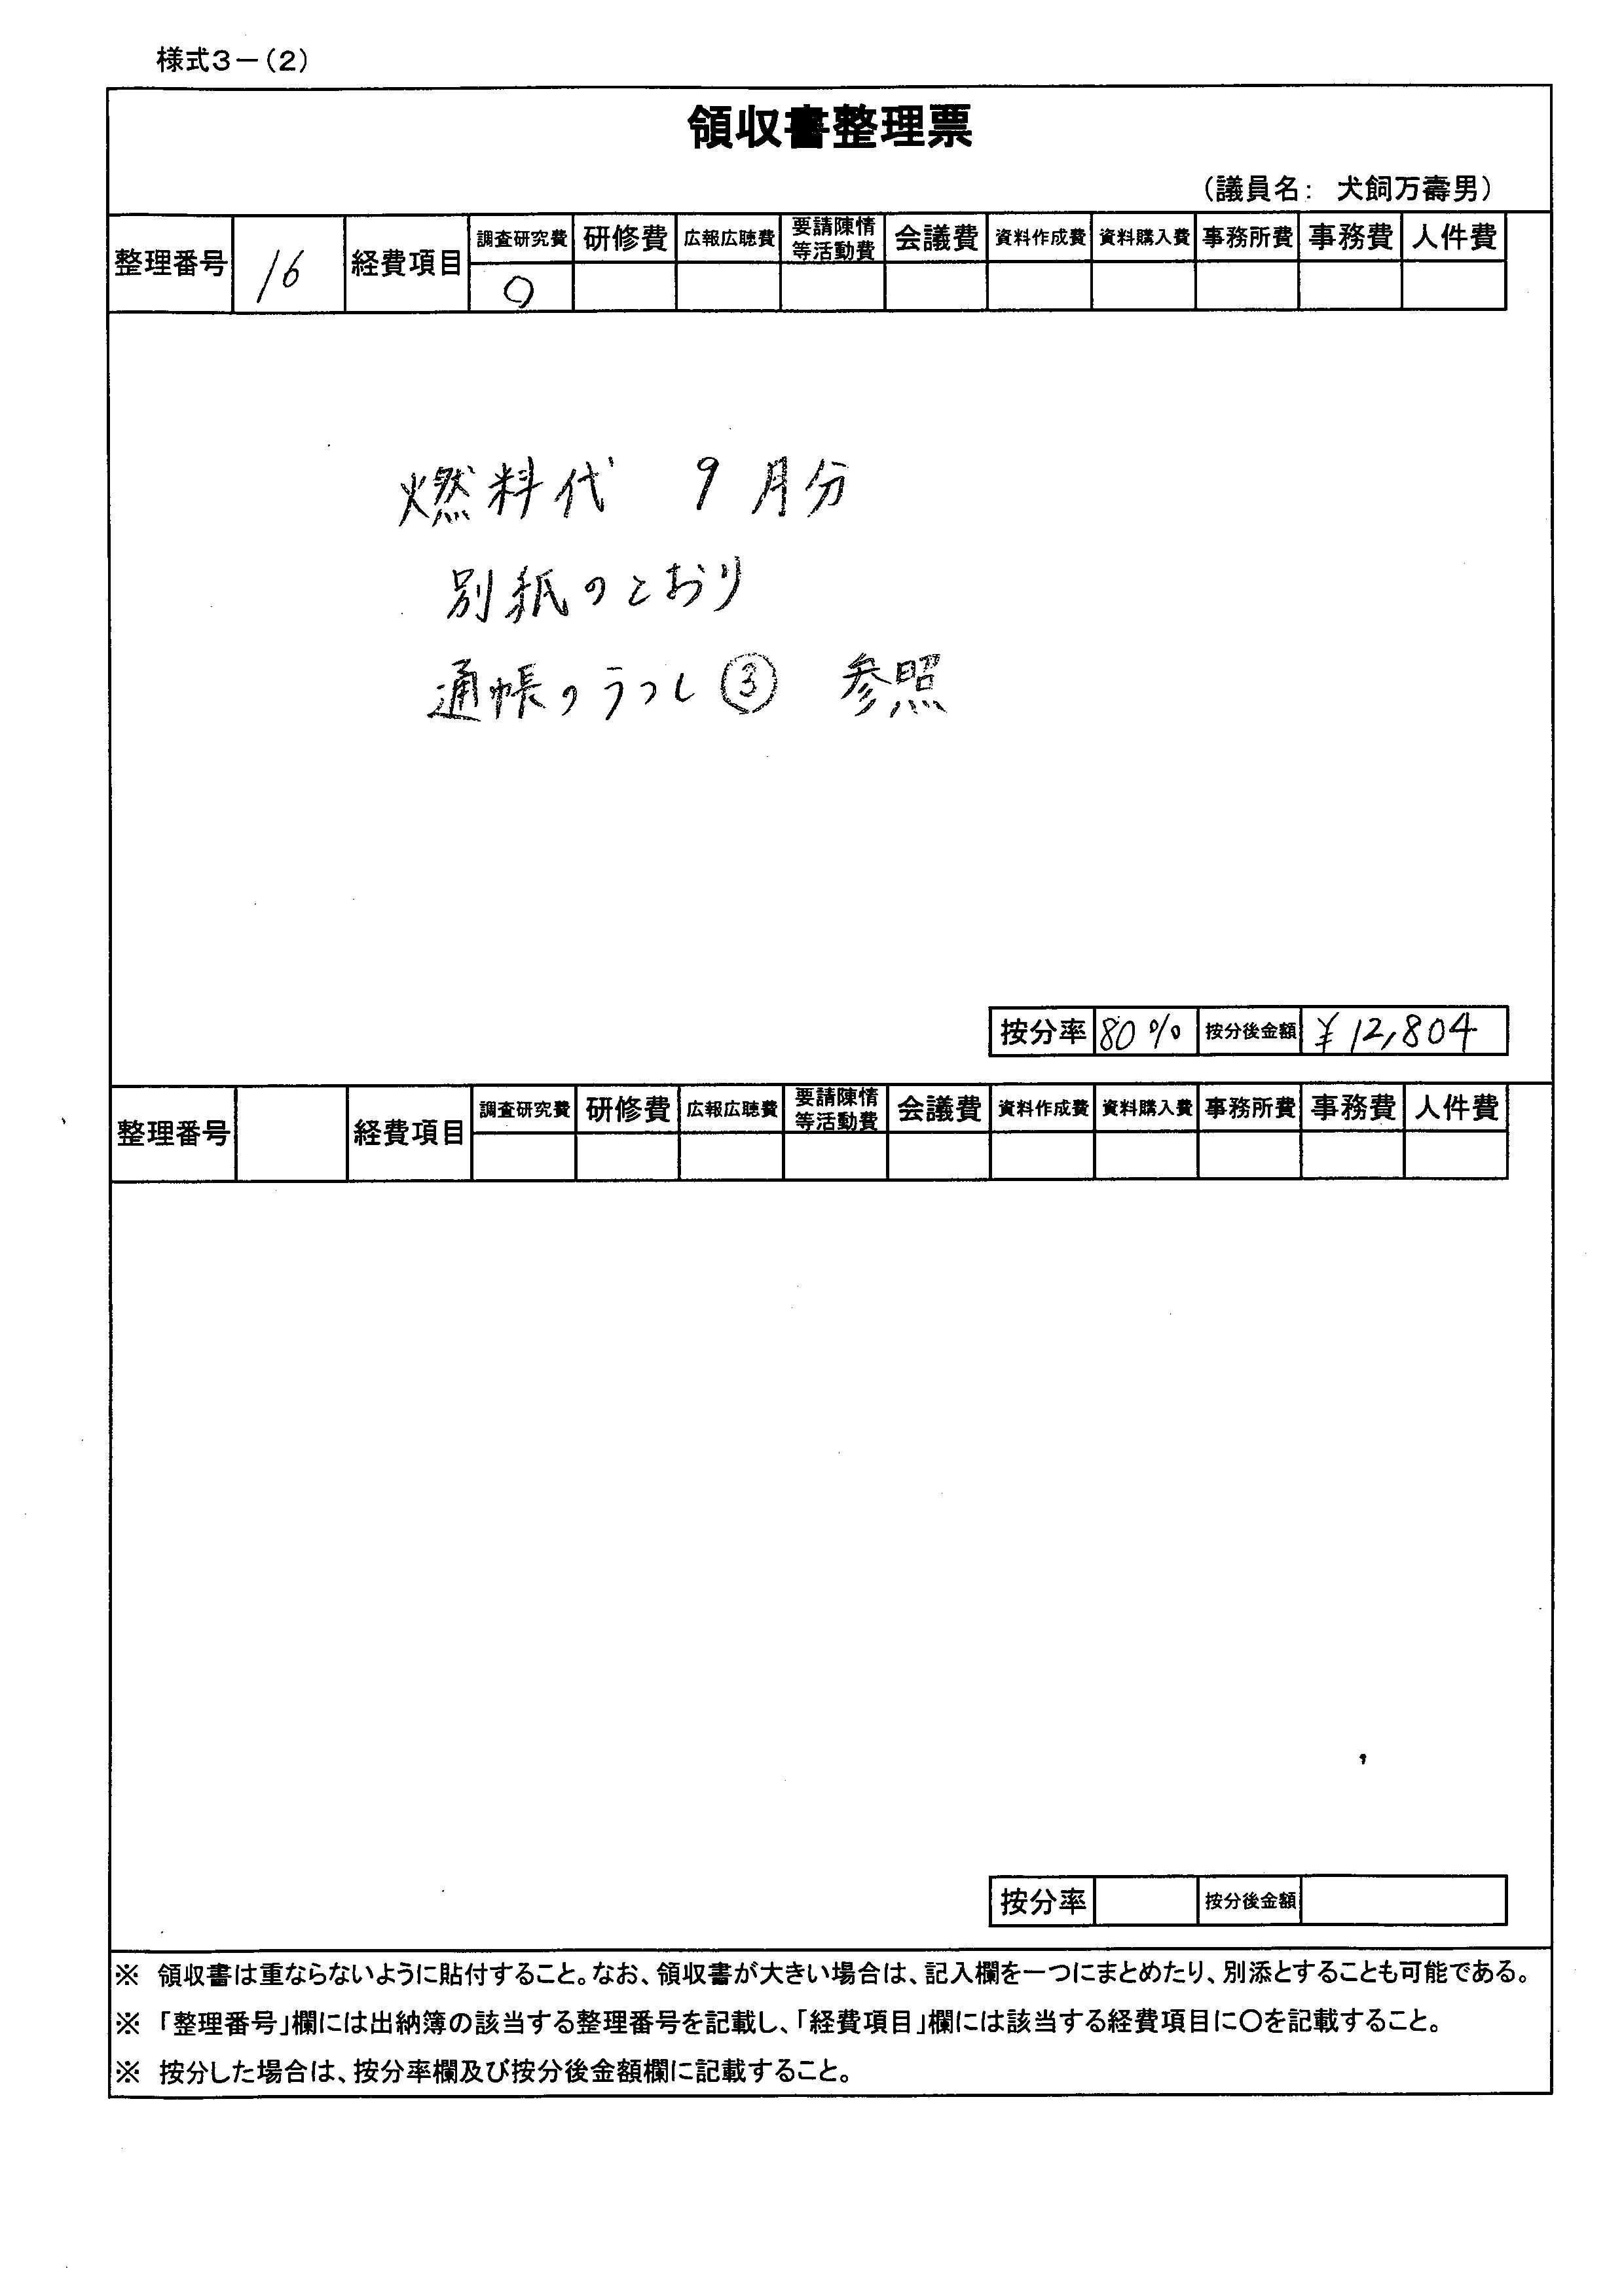 様式3－(2)
領収書整理票
(議員名： 犬飼万壽男)
整理番号 16 経費項目 調査研究費 研修費 広報広聴費 要請陳情等活動費 会議費 資料作成費 資料購入費 事務所費 事務費 人件費
○
燃料代 9月分
別紙のとおり
通帳のうつし③ 参照
按分率 80% 按分後金額 ¥12,804
整理番号 経費項目 調査研究費 研修費 広報広聴費 要請陳情等活動費 会議費 資料作成費 資料購入費 事務所費 事務費 人件費
按分率 按分後金額
※ 領収書は重ならないように貼付すること。なお、領収書が大きい場合は、記入欄を一つにまとめたり、別添とすることも可能である。
※ 「整理番号」欄には出納簿の該当する整理番号を記載し、「経費項目」欄には該当する経費項目に〇を記載すること。
※ 按分した場合は、按分率欄及び按分後金額欄に記載すること。